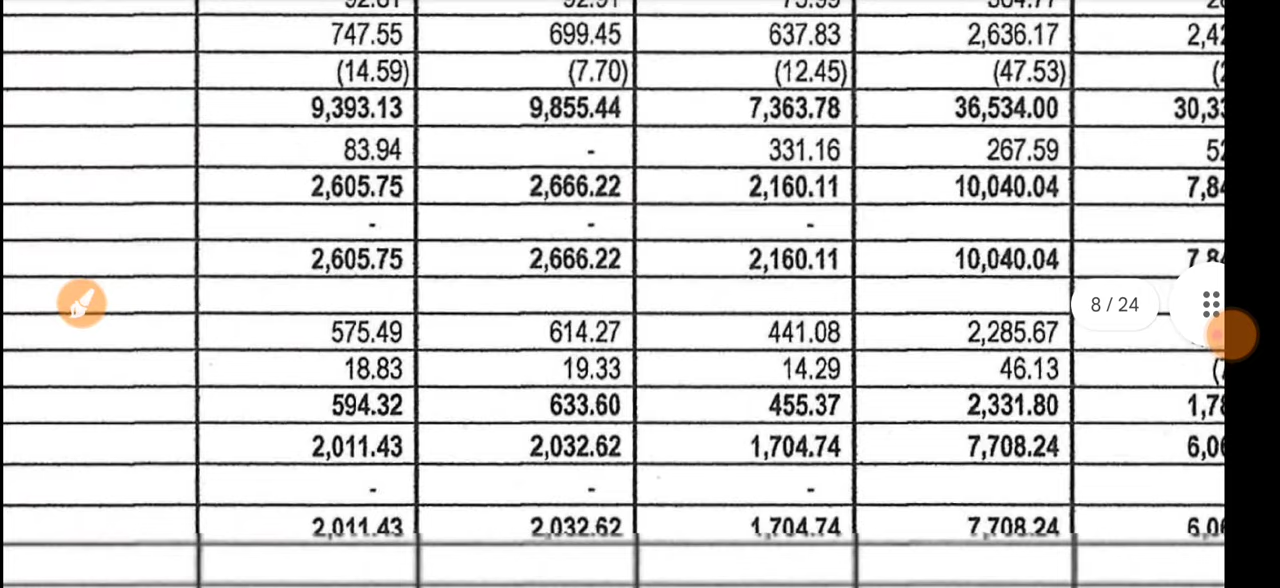 747.55 699.45 637.83 2,636.17
(14.59) (7.70) (12.45) (47.53)
9,393.13 9,855.44 7,363.78 36,534.00
83.94 - 331.16 267.59
2,605.75 2,666.22 2,160.11 10,040.04
- - -
2,605.75 2,666.22 2,160.11 10,040.04
8 / 24
575.49 614.27 441.08 2,285.67
18.83 19.33 14.29 46.13
594.32 633.60 455.37 2,331.80
2,011.43 2,032.62 1,704.74 7,708.24
- - -
2,011.43 2,032.62 1,704.74 7,708.24